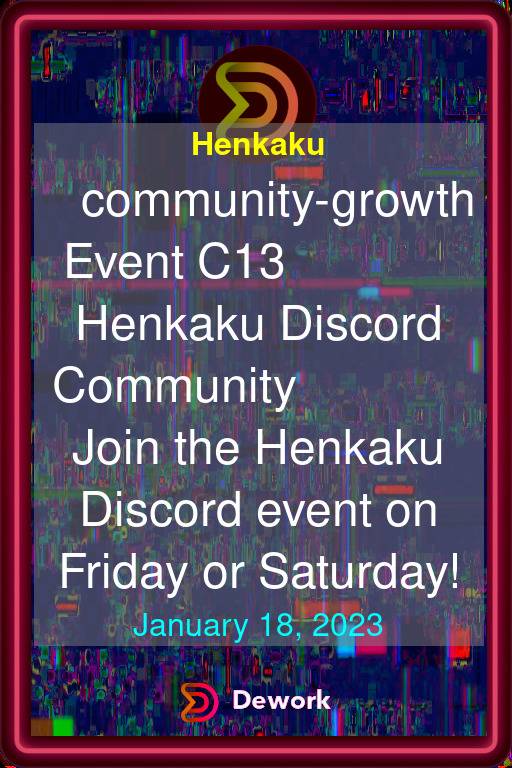 Henkaku
community-growth
Event C13
Henkaku Discord
Community
Join the Henkaku
Discord event on
Friday or Saturday!
January 18, 2023
Dework